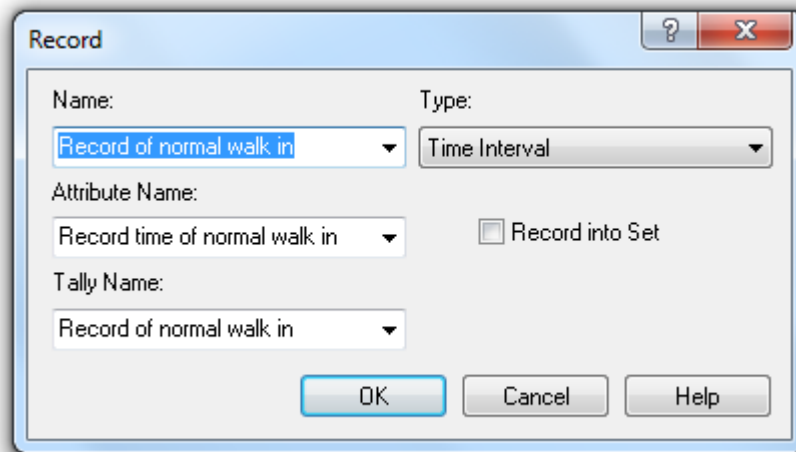 Record
Name: Type:
Record of normal walk in Time Interval
Attribute Name:
Record time of normal walk in Record into Set
Tally Name:
Record of normal walk in
OK Cancel Help